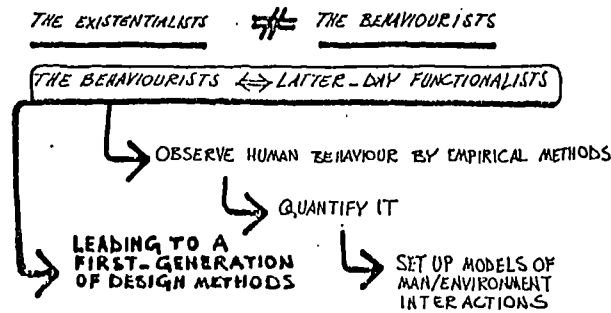 THE EXISTENTIALISTS ≠ THE BEHAVIOURISTS
THE BEHAVIOURISTS ⇔ LATTER-DAY FUNCTIONALISTS
OBSERVE HUMAN BEHAVIOUR BY EMPIRICAL METHODS
QUANTIFY IT
LEADING TO A
FIRST-GENERATION
OF DESIGN METHODS
SET UP MODELS OF
MAN/ENVIRONMENT
INTERACTIONS